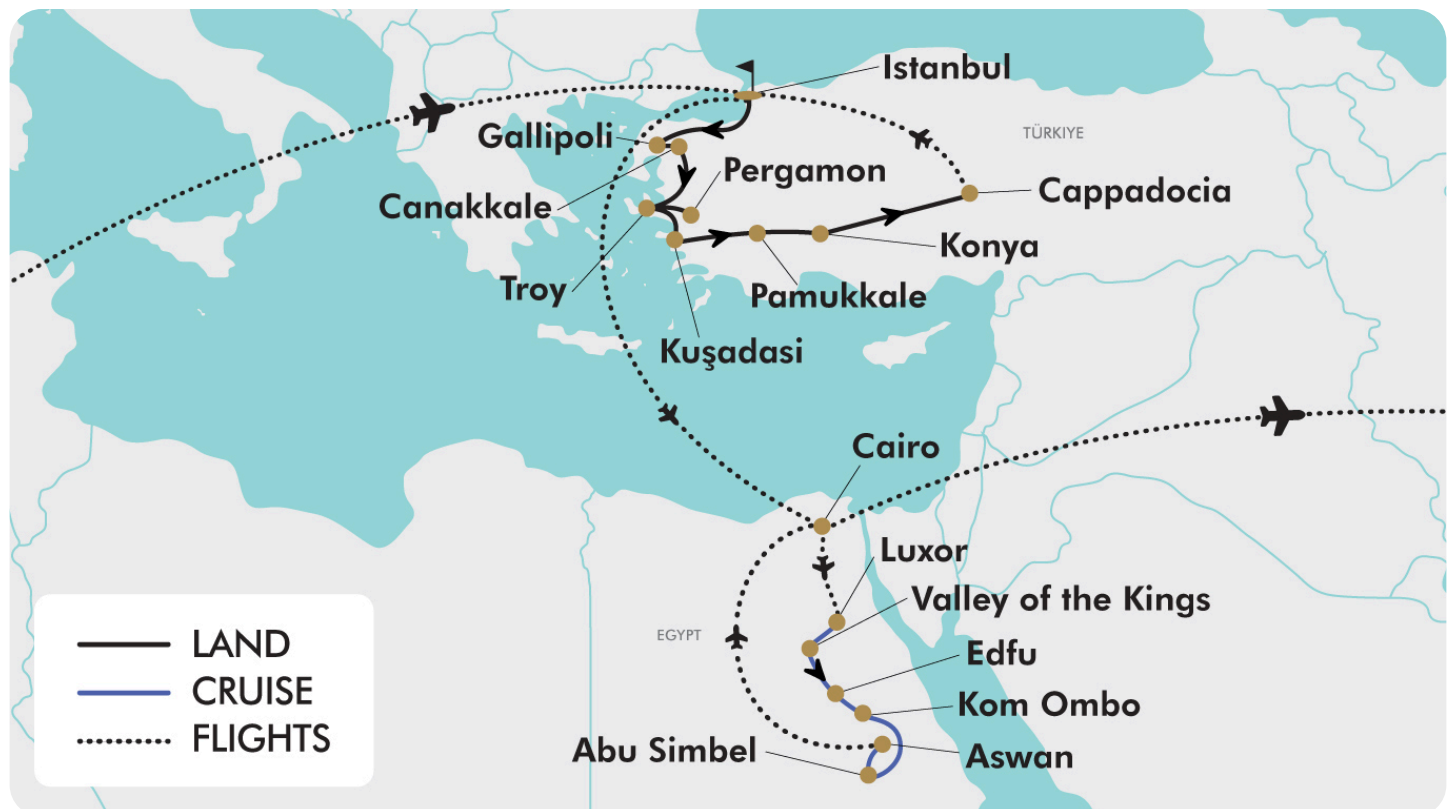 Istanbul
Gallipoli
TÜRKIYE
Pergamon
Canakkale
Cappadocia
Konya
Troy
Pamukkale
Kuşadasi
Cairo
Luxor
Valley of the Kings
EGYPT
Edfu
Kom Ombo
Abu Simbel
Aswan
LAND
CRUISE
FLIGHTS